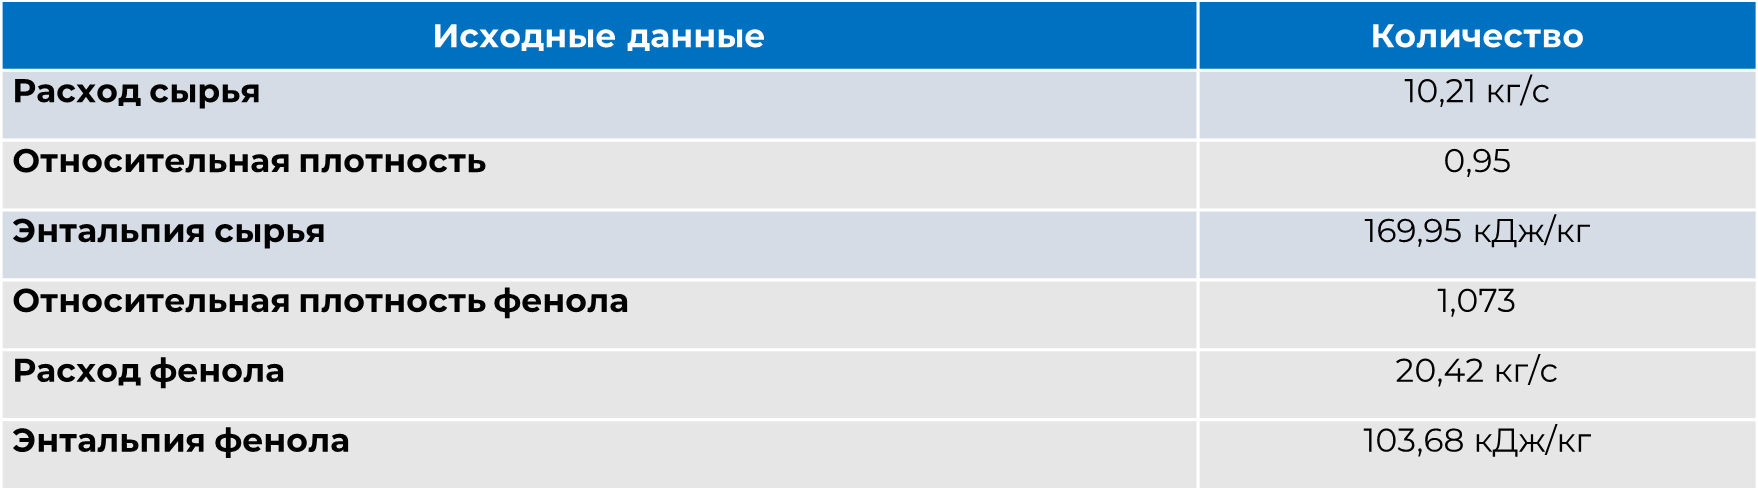 Исходные данные Количество
Расход сырья 10,21 кг/с
Относительная плотность 0,95
Энтальпия сырья 169,95 кДж/кг
Относительная плотность фенола 1,073
Расход фенола 20,42 кг/с
Энтальпия фенола 103,68 кДж/кг